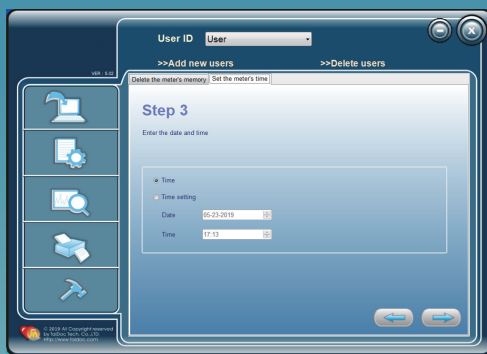 User ID User
>>Add new users >>Delete users
VER : 5.02
Delete the meter's memory Set the meter's time
Step 3
Enter the date and time
Time
Time setting
Date 05-23-2019
Time 17:13
© 2019 All Copyright reserved
by TaiDoc Tech. Co.,LTD.
http://www.taidoc.com